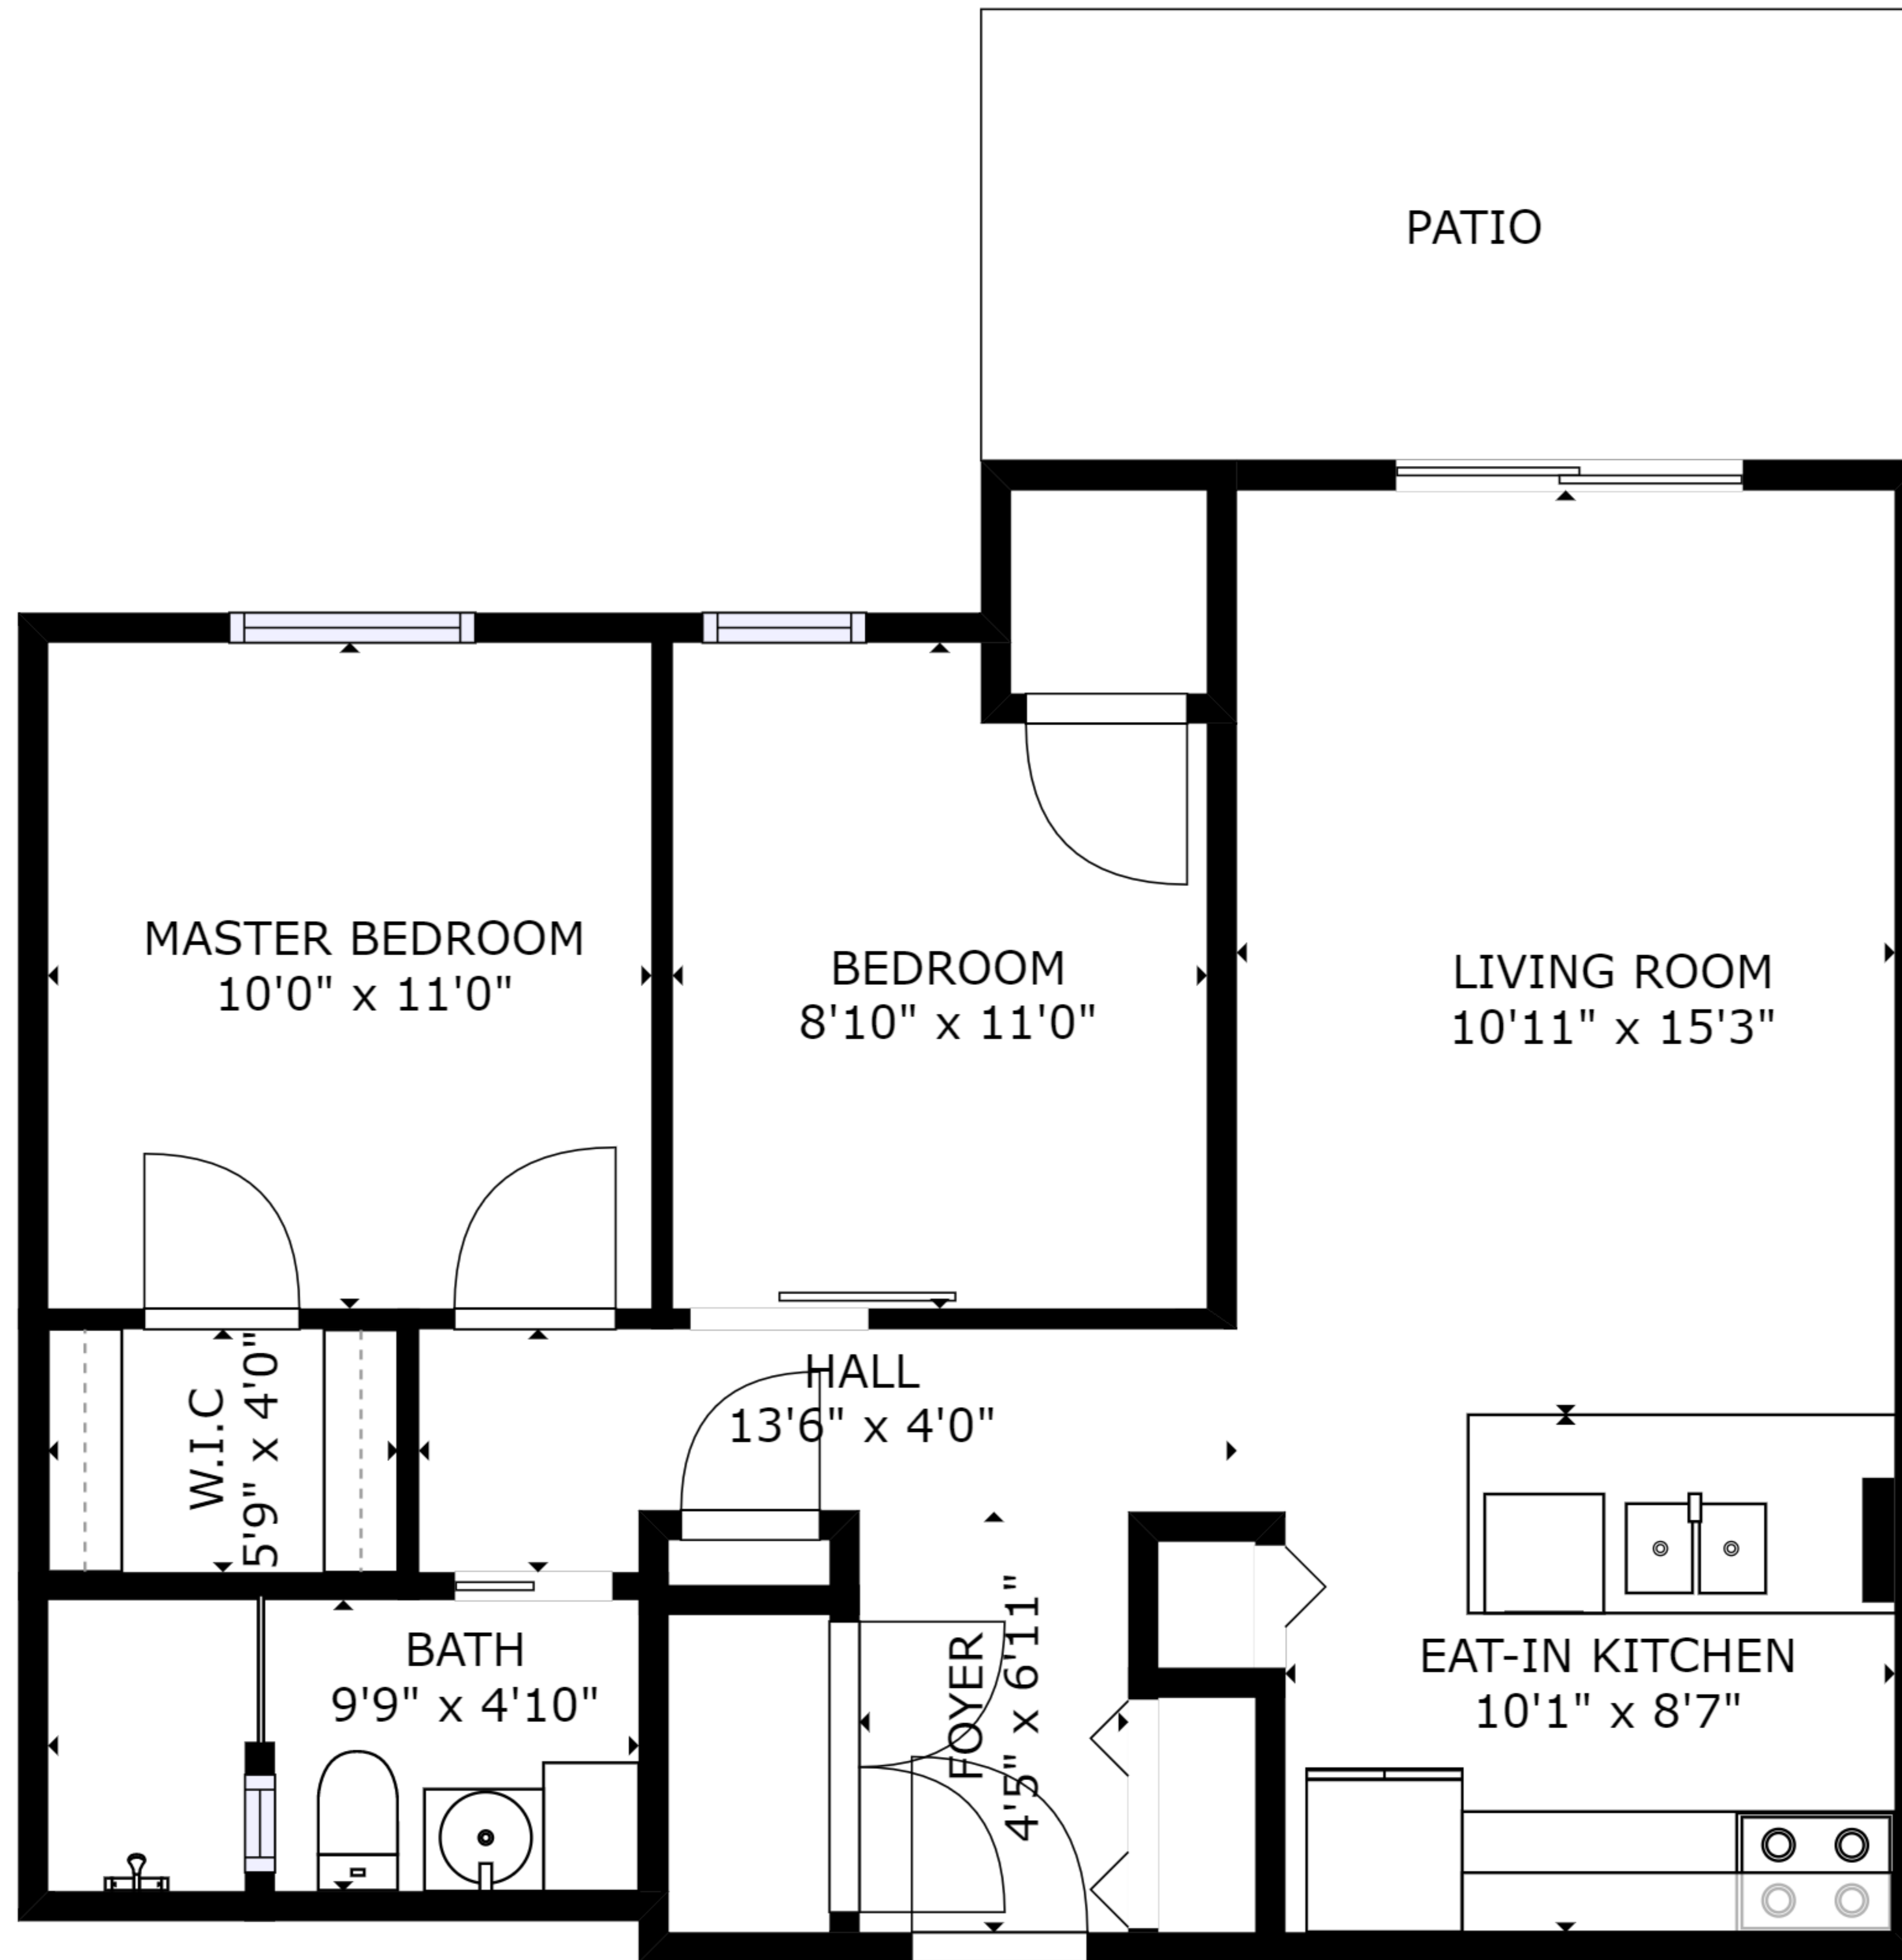 PATIO
MASTER BEDROOM
10'0" x 11'0"
BEDROOM
8'10" x 11'0"
LIVING ROOM
10'11" x 15'3"
HALL
13'6" x 4'0"
W.I.C
5'9" x 4'0"
BATH
9'9" x 4'10"
FOYER
4'5" x 6'11"
EAT-IN KITCHEN
10'1" x 8'7"